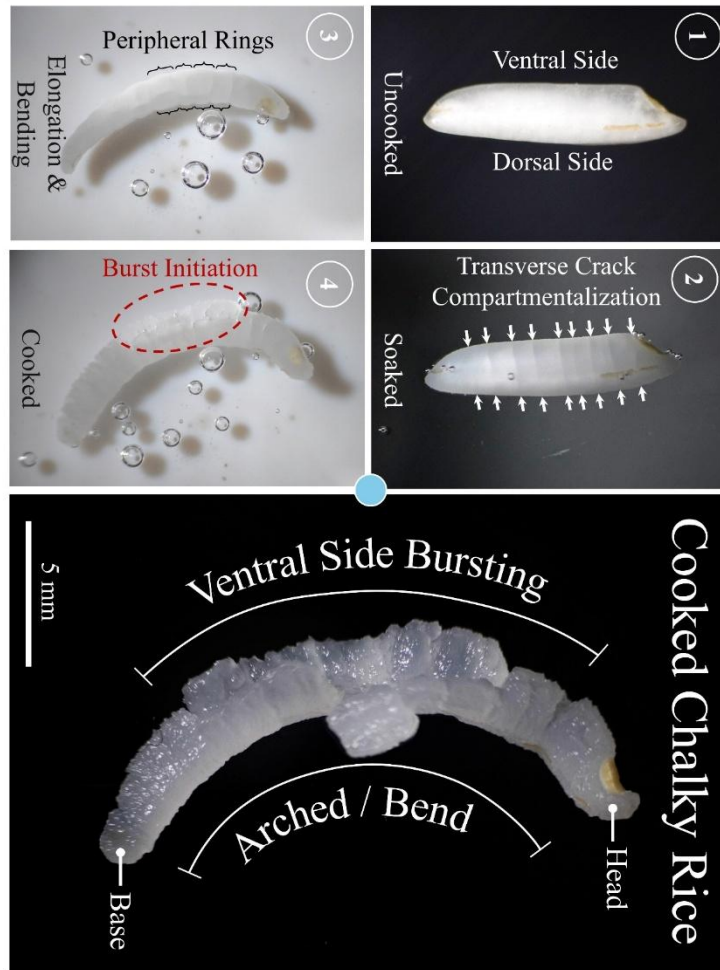 1
Ventral Side
Dorsal Side
Uncooked
2
Transverse Crack
Compartmentalization
Soaked
3
Peripheral Rings
Elongation &
Bending
4
Burst Initiation
Cooked
Cooked Chalky Rice
Ventral Side Bursting
Arched / Bend
Head
Base
5 mm